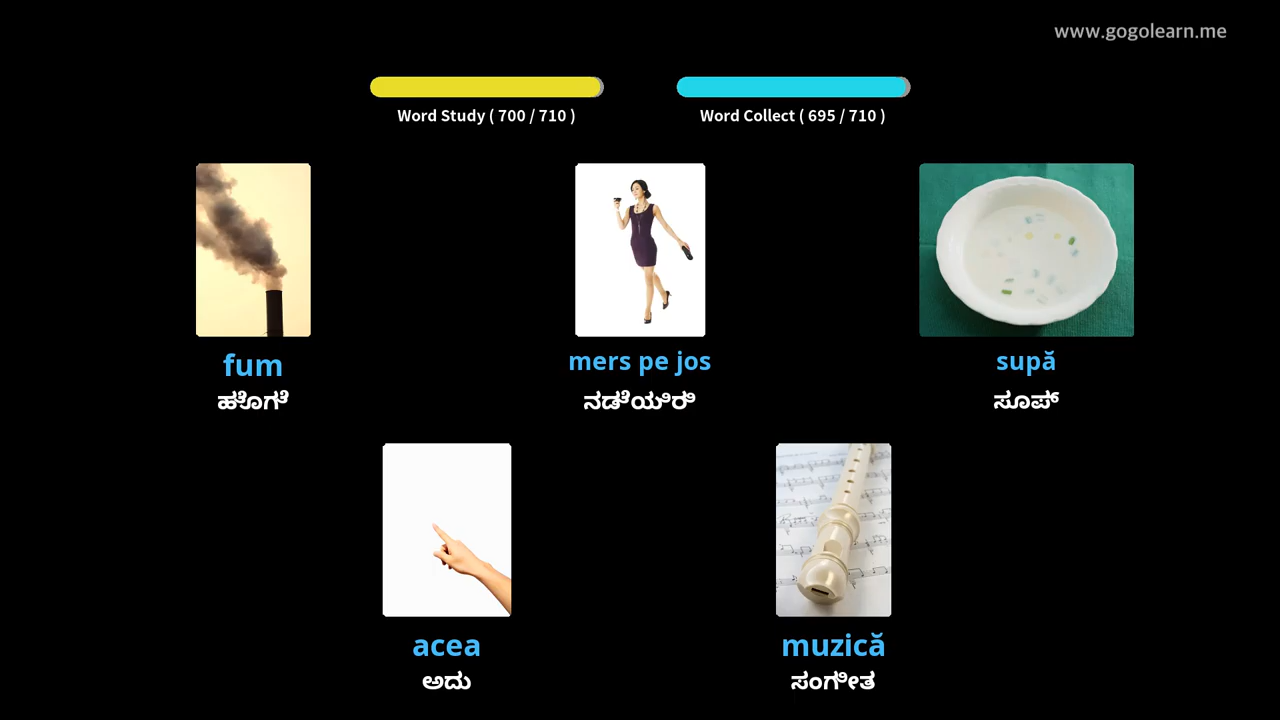 www.gogolearn.me
Word Study ( 700 / 710 )
Word Collect ( 695 / 710 )
fum
ಹೊಗೆ
mers pe jos
ನಡೆಯಿರಿ
supă
ಸೂಪ್
acea
ಅದು
muzică
ಸಂಗೀತ